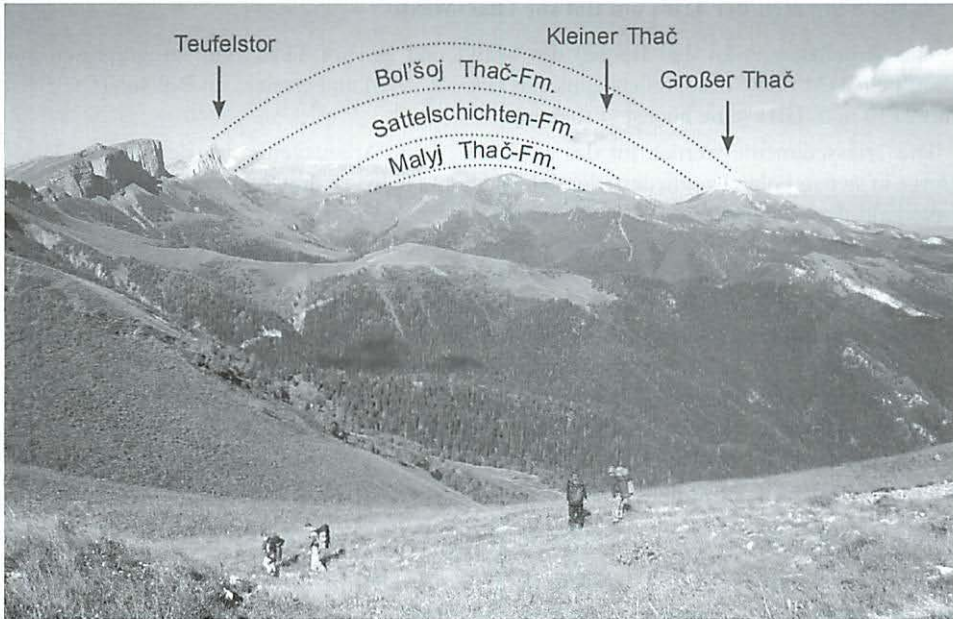 Teufelstor
Kleiner Thač
Großer Thač
Bol'šoj Thač-Fm.
Sattelschichten-Fm.
Malyj Thač-Fm.